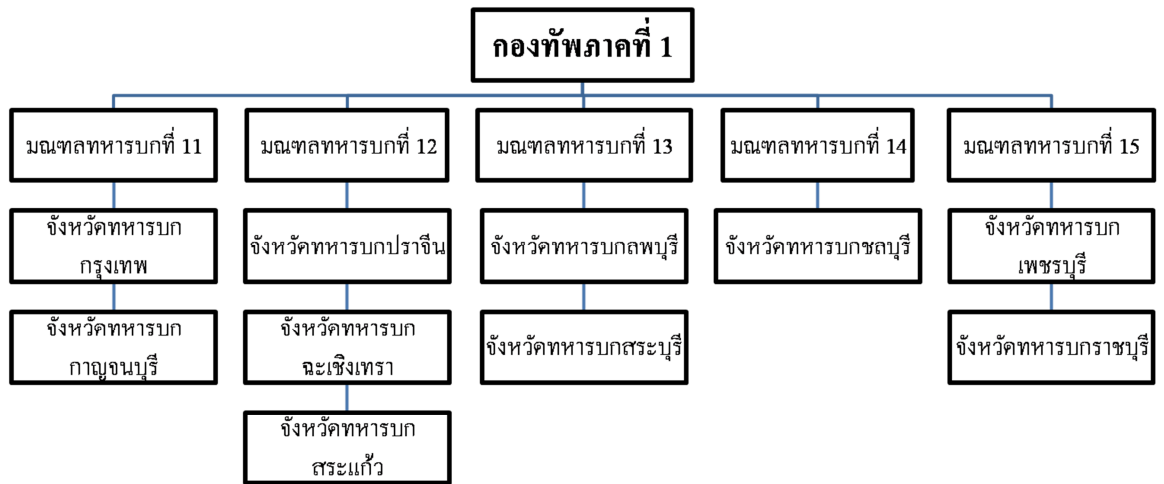 กองทัพภาคที่ 1
มณฑลทหารบกที่ 11
มณฑลทหารบกที่ 12
มณฑลทหารบกที่ 13
มณฑลทหารบกที่ 14
มณฑลทหารบกที่ 15
จังหวัดทหารบก
กรุงเทพ
จังหวัดทหารบกปราจีน
จังหวัดทหารบกลพบุรี
จังหวัดทหารบกชลบุรี
จังหวัดทหารบก
เพชรบุรี
จังหวัดทหารบก
กาญจนบุรี
จังหวัดทหารบก
ฉะเชิงเทรา
จังหวัดทหารบกสระบุรี
จังหวัดทหารบกราชบุรี
จังหวัดทหารบก
สระแก้ว